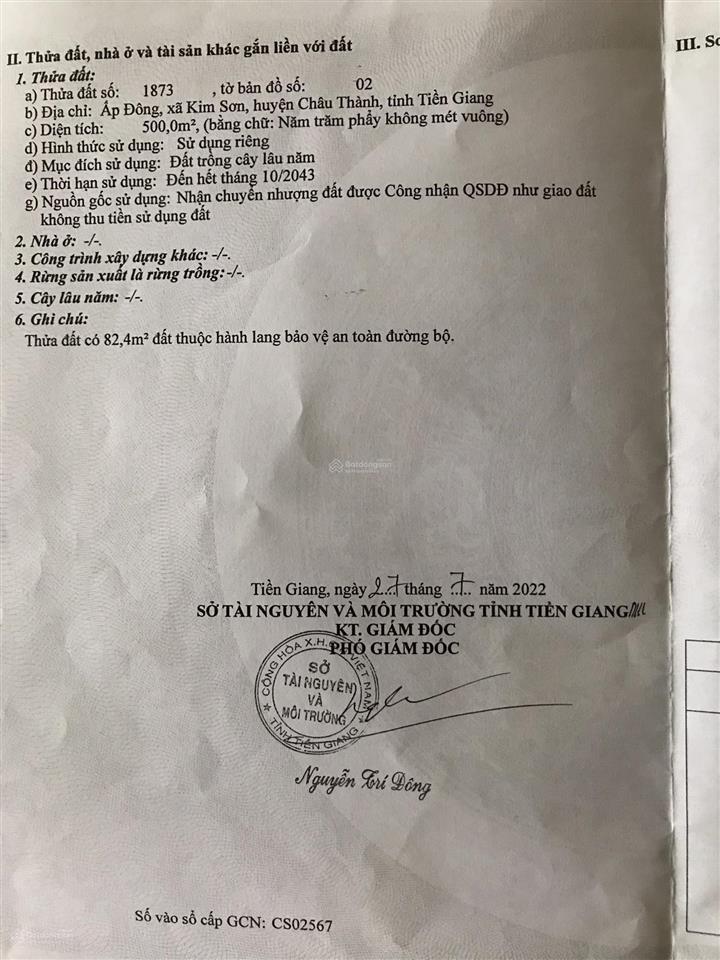 II. Thửa đất, nhà ở và tài sản khác gắn liền với đất
1. Thửa đất:
a) Thửa đất số: 1873 , tờ bản đồ số: 02
b) Địa chỉ: Ấp Đông, xã Kim Sơn, huyện Châu Thành, tỉnh Tiền Giang
c) Diện tích: 500,0m², (bằng chữ: Năm trăm phẩy không mét vuông)
d) Hình thức sử dụng: Sử dụng riêng
đ) Mục đích sử dụng: Đất trồng cây lâu năm
e) Thời hạn sử dụng: Đến hết tháng 10/2043
g) Nguồn gốc sử dụng: Nhận chuyển nhượng đất được Công nhận QSDĐ như giao đất
không thu tiền sử dụng đất
2. Nhà ở: -/-.
3. Công trình xây dựng khác: -/-.
4. Rừng sản xuất là rừng trồng: -/-.
5. Cây lâu năm: -/-.
6. Ghi chú:
Thửa đất có 82,4m² đất thuộc hành lang bảo vệ an toàn đường bộ.
Batdongsan
Tiền Giang, ngày 27 tháng 7 năm 2022
SỞ TÀI NGUYÊN VÀ MÔI TRƯỜNG TỈNH TIỀN GIANG
KT. GIÁM ĐỐC
PHÓ GIÁM ĐỐC
CỘNG HÒA X.H. VIỆT NAM
SỞ
TÀI NGUYÊN
VÀ
MÔI TRƯỜNG
TỈNH TIỀN GIANG
Nguyễn Trí Dông
Số vào sổ cấp GCN: CS02567
III. Sơ